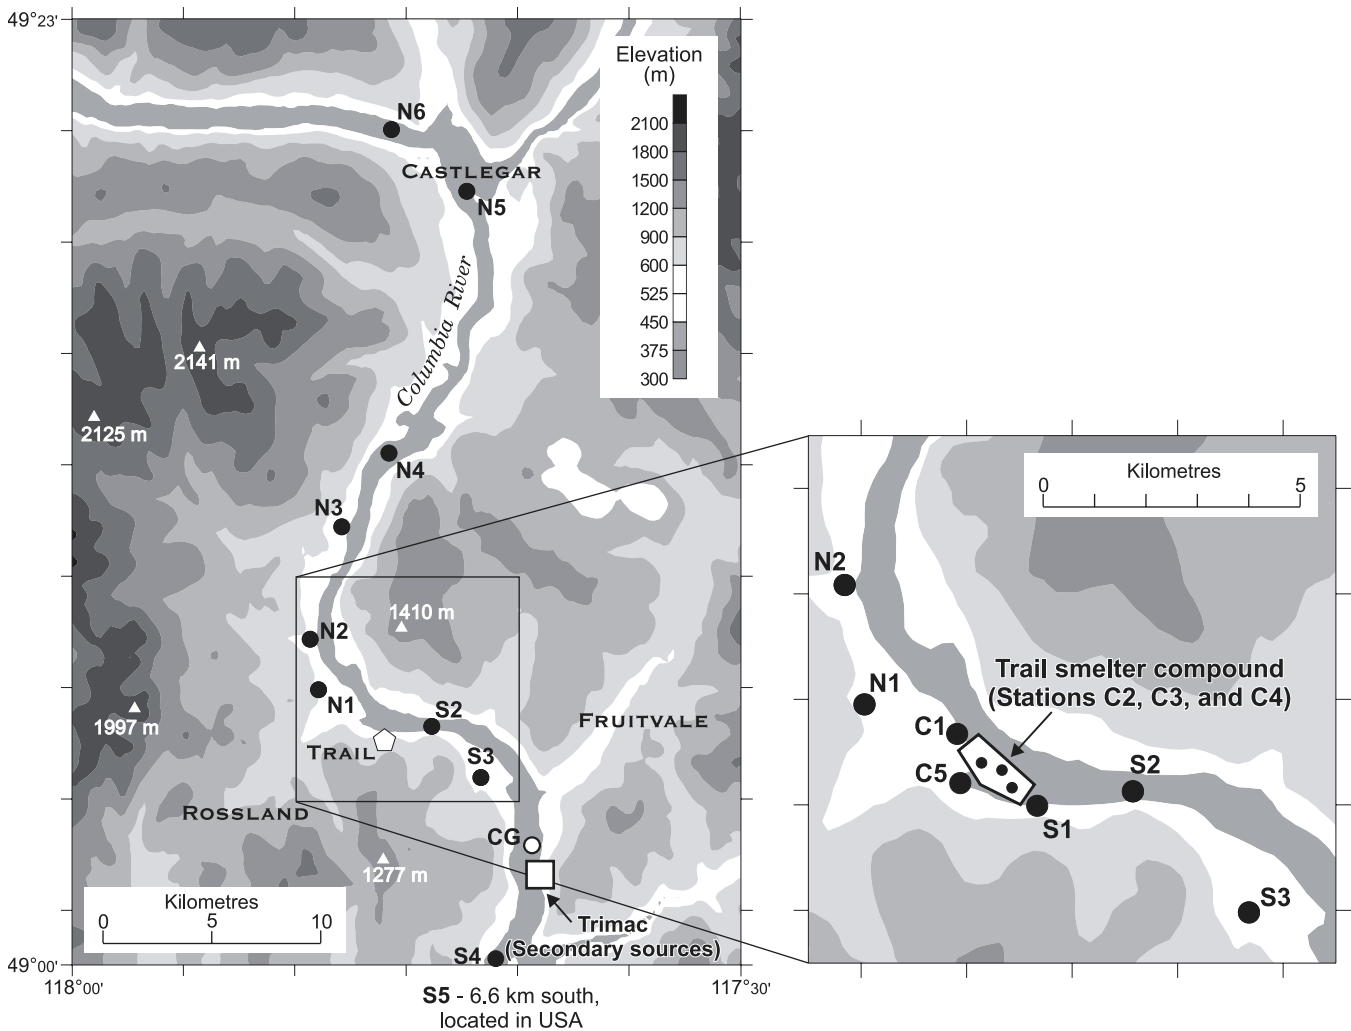 49°23'
Elevation
(m)
2100
1800
1500
1200
900
600
525
450
375
300
N6
CASTLEGAR
N5
Columbia River
2141 m
2125 m
N4
N3
1410 m
N2
N1
S2
FRUITVALE
1997 m
TRAIL
S3
ROSSLAND
CG
1277 m
Kilometres
0 5 10
Trimac
(Secondary sources)
S4
49°00'
118°00'
117°30'
S5 - 6.6 km south,
located in USA
Kilometres
0 5
N2
Trail smelter compound
(Stations C2, C3, and C4)
N1
C1
C5
S2
S1
S3